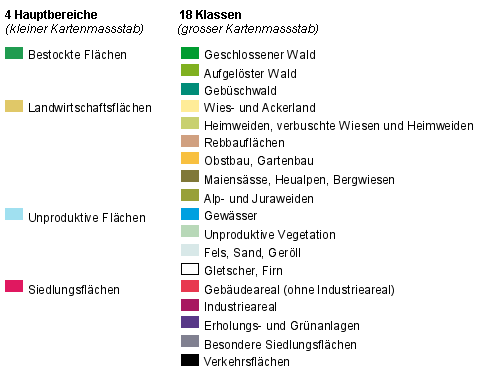 4 Hauptbereiche
(kleiner Kartenmassstab)
Bestockte Flächen
Landwirtschaftsflächen
Unproduktive Flächen
Siedlungsflächen
18 Klassen
(grosser Kartenmassstab)
Geschlossener Wald
Aufgelöster Wald
Gebüschwald
Wies- und Ackerland
Heimweiden, verbuschte Wiesen und Heimweiden
Rebbauflächen
Obstbau, Gartenbau
Maiensässe, Heualpen, Bergwiesen
Alp- und Juraweiden
Gewässer
Unproduktive Vegetation
Fels, Sand, Geröll
Gletscher, Firn
Gebäudeareal (ohne Industrieareal)
Industrieareal
Erholungs- und Grünanlagen
Besondere Siedlungsflächen
Verkehrsflächen